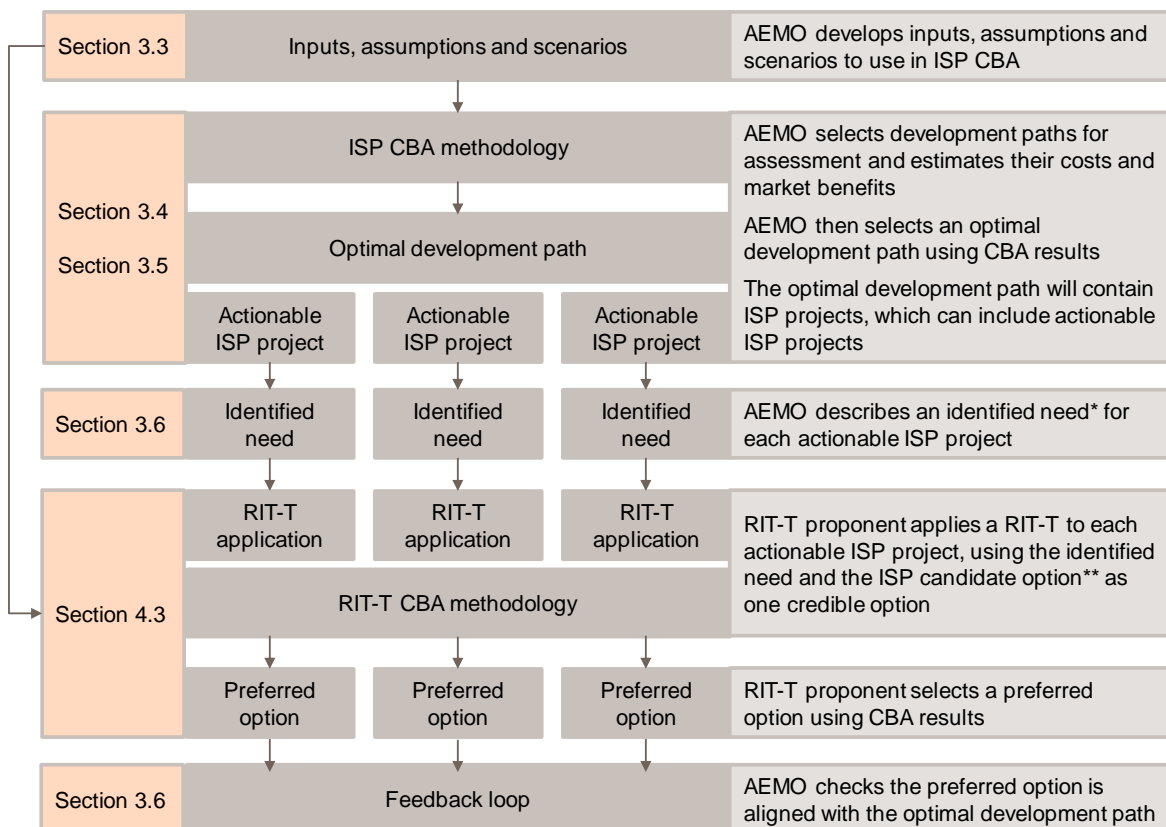 Section 3.3
Inputs, assumptions and scenarios
AEMO develops inputs, assumptions and
scenarios to use in ISP CBA
Section 3.4
Section 3.5
ISP CBA methodology
Optimal development path
Actionable
ISP project
Actionable
ISP project
Actionable
ISP project
AEMO selects development paths for
assessment and estimates their costs and
market benefits
AEMO then selects an optimal
development path using CBA results
The optimal development path will contain
ISP projects, which can include actionable
ISP projects
Section 3.6
Identified
need
Identified
need
Identified
need
AEMO describes an identified need* for
each actionable ISP project
Section 4.3
RIT-T
application
RIT-T
application
RIT-T
application
RIT-T CBA methodology
RIT-T proponent applies a RIT-T to each
actionable ISP project, using the identified
need and the ISP candidate option** as
one credible option
Preferred
option
Preferred
option
Preferred
option
RIT-T proponent selects a preferred
option using CBA results
Section 3.6
Feedback loop
AEMO checks the preferred option is
aligned with the optimal development path